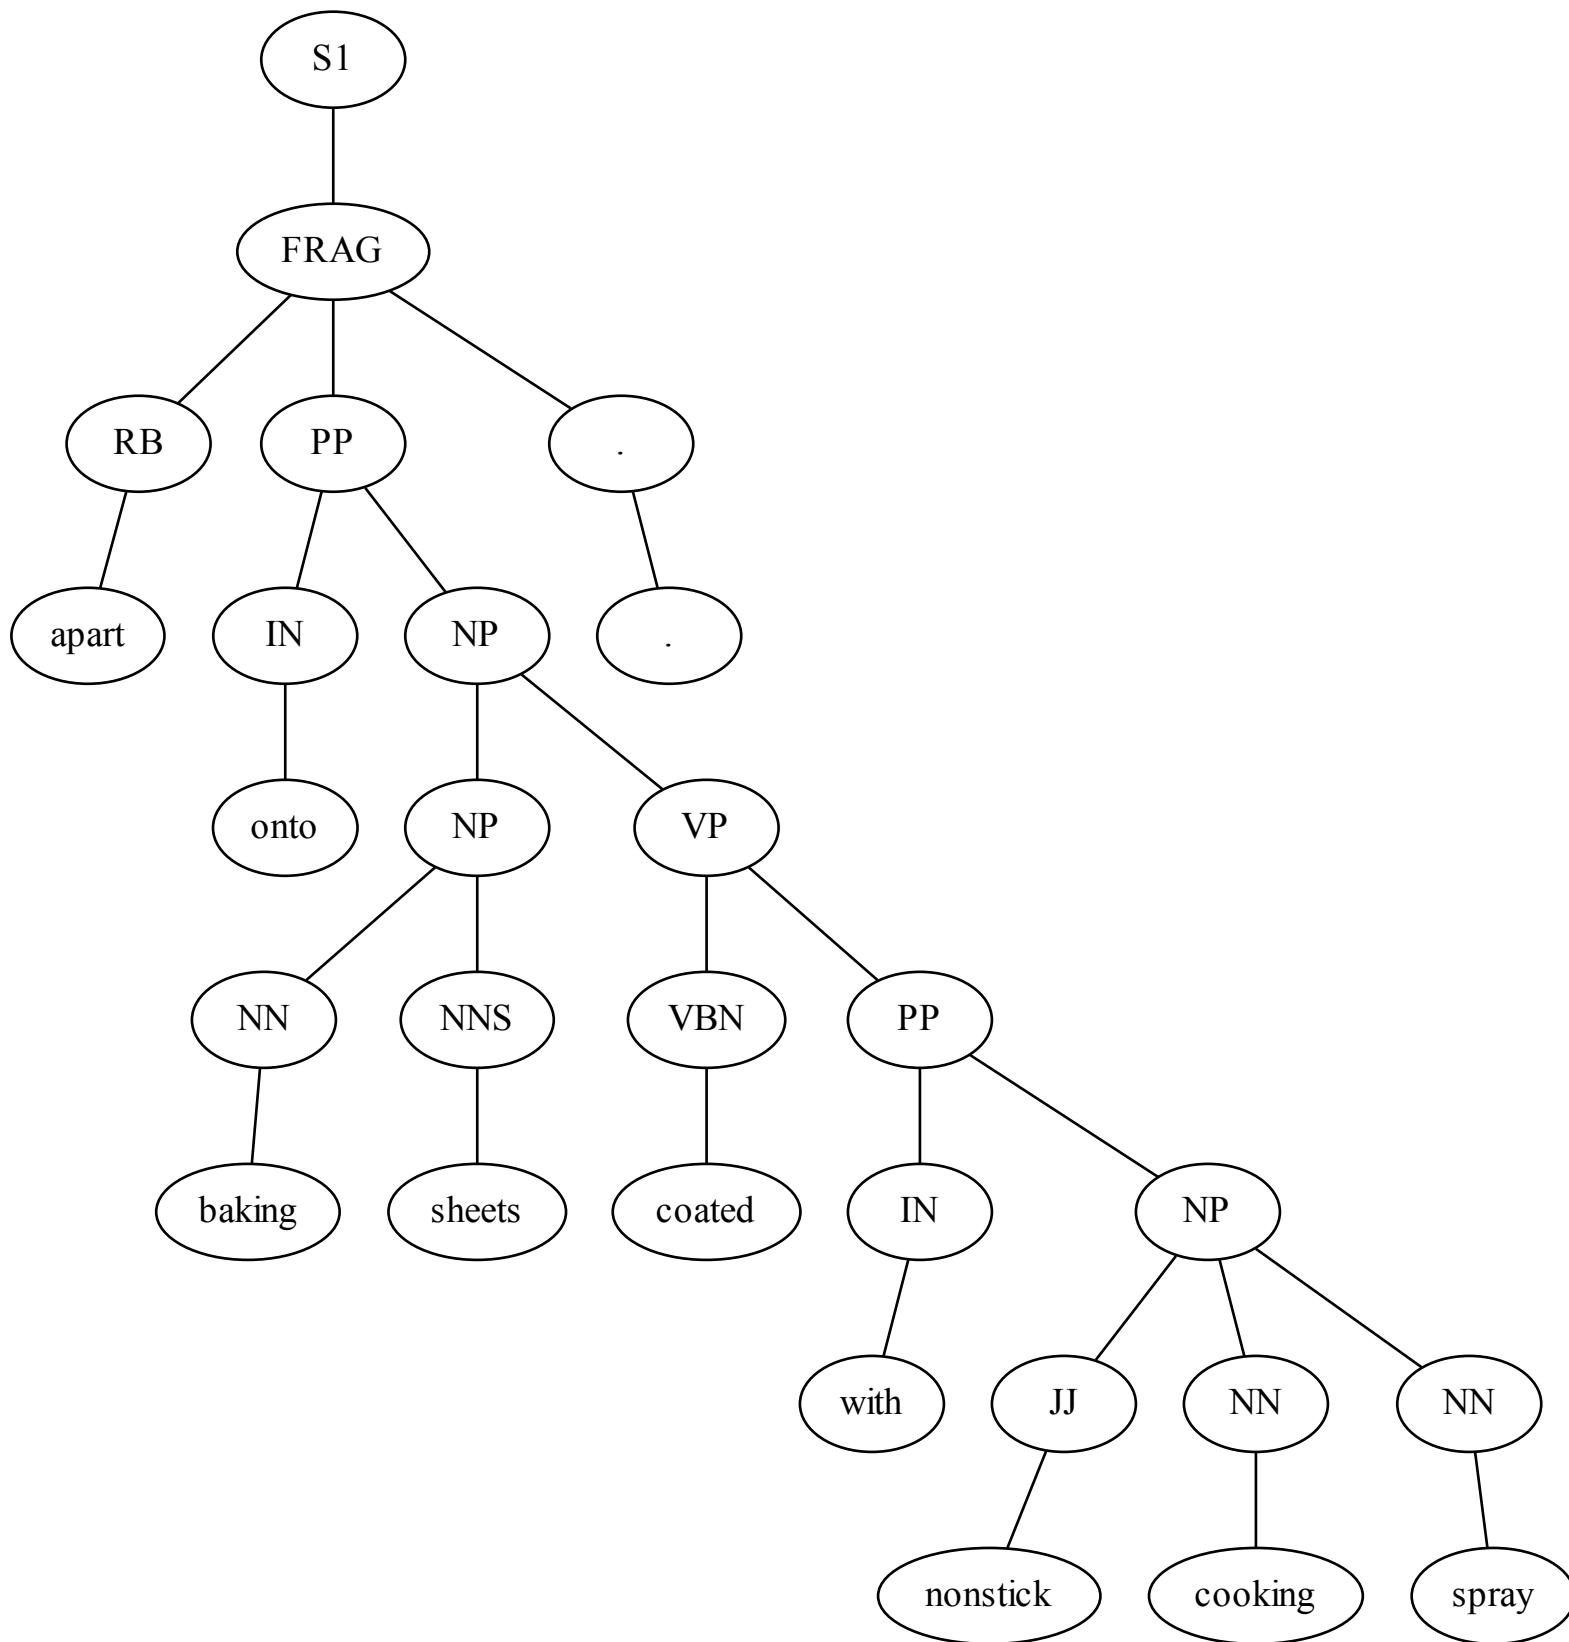 S1
FRAG
RB PP .
apart IN NP .
onto NP VP
NN NNS VBN PP
baking sheets coated IN NP
with JJ NN NN
nonstick cooking spray